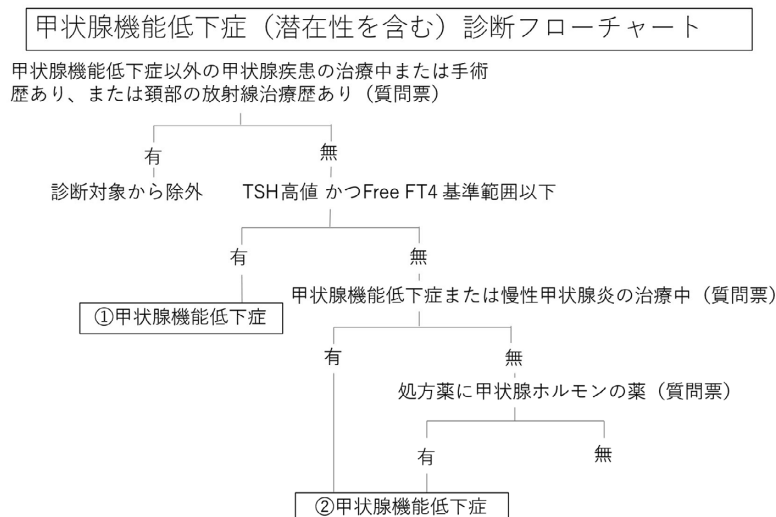 甲状腺機能低下症（潜在性を含む）診断フローチャート
甲状腺機能低下症以外の甲状腺疾患の治療中または手術
歴あり、または頚部の放射線治療歴あり（質問票）
有
無
診断対象から除外
TSH高値 かつFree FT4 基準範囲以下
有
無
甲状腺機能低下症または慢性甲状腺炎の治療中（質問票）
①甲状腺機能低下症
有
無
処方薬に甲状腺ホルモンの薬（質問票）
有
無
②甲状腺機能低下症